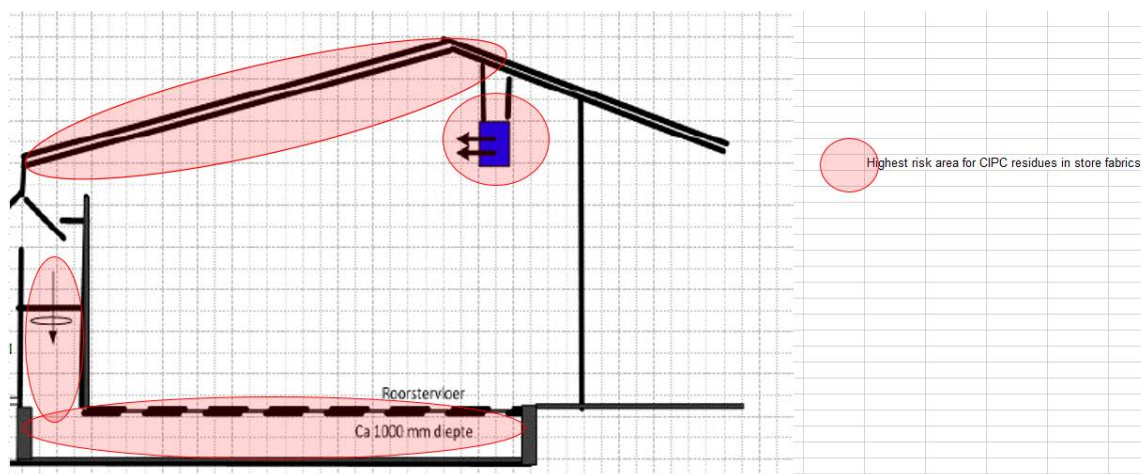 Highest risk area for CIPC residues in store fabrics
Roorstervloer
Ca 1000 mm diepte